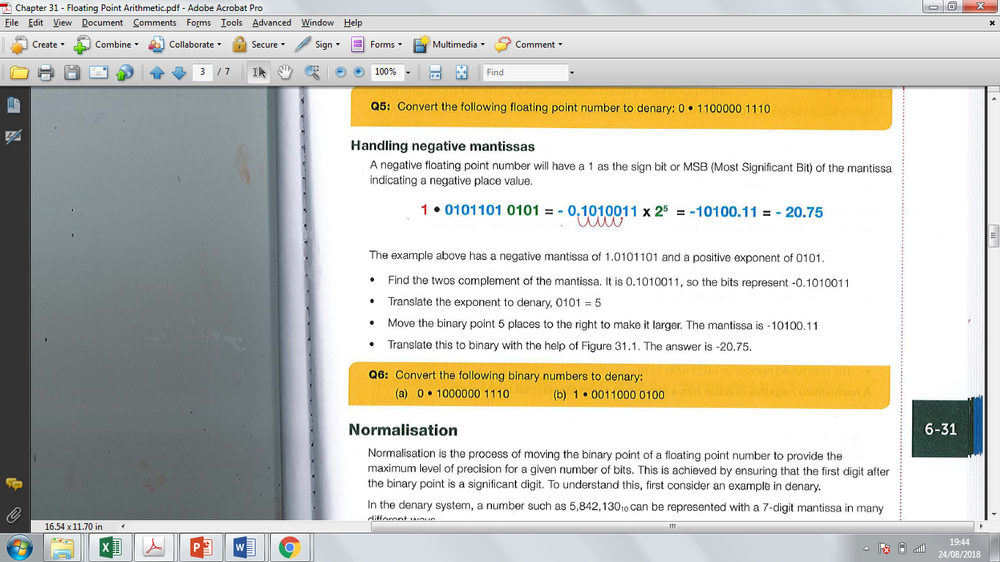 Chapter 31 - Floating Point Arithmetic.pdf - Adobe Acrobat Pro
File Edit View Document Comments Forms Tools Advanced Window Help
Create Combine Collaborate Secure Sign Forms Multimedia Comment
3 / 7 100% Find
Q5: Convert the following floating point number to denary: 0 • 1100000 1110
Handling negative mantissas
A negative floating point number will have a 1 as the sign bit or MSB (Most Significant Bit) of the mantissa
indicating a negative place value.
1 • 0101101 0101 = - 0.1010011 x 2⁵ = -10100.11 = - 20.75
The example above has a negative mantissa of 1.0101101 and a positive exponent of 0101.
• Find the twos complement of the mantissa. It is 0.1010011, so the bits represent -0.1010011
• Translate the exponent to denary, 0101 = 5
• Move the binary point 5 places to the right to make it larger. The mantissa is -10100.11
• Translate this to binary with the help of Figure 31.1. The answer is -20.75.
Q6: Convert the following binary numbers to denary:
(a) 0 • 1000000 1110 (b) 1 • 0011000 0100
6-31
Normalisation
Normalisation is the process of moving the binary point of a floating point number to provide the
maximum level of precision for a given number of bits. This is achieved by ensuring that the first digit after
the binary point is a significant digit. To understand this, first consider an example in denary.
In the denary system, a number such as 5,842,130₁₀ can be represented with a 7-digit mantissa in many
different ways
16.54 x 11.70 in
19:44
24/08/2018